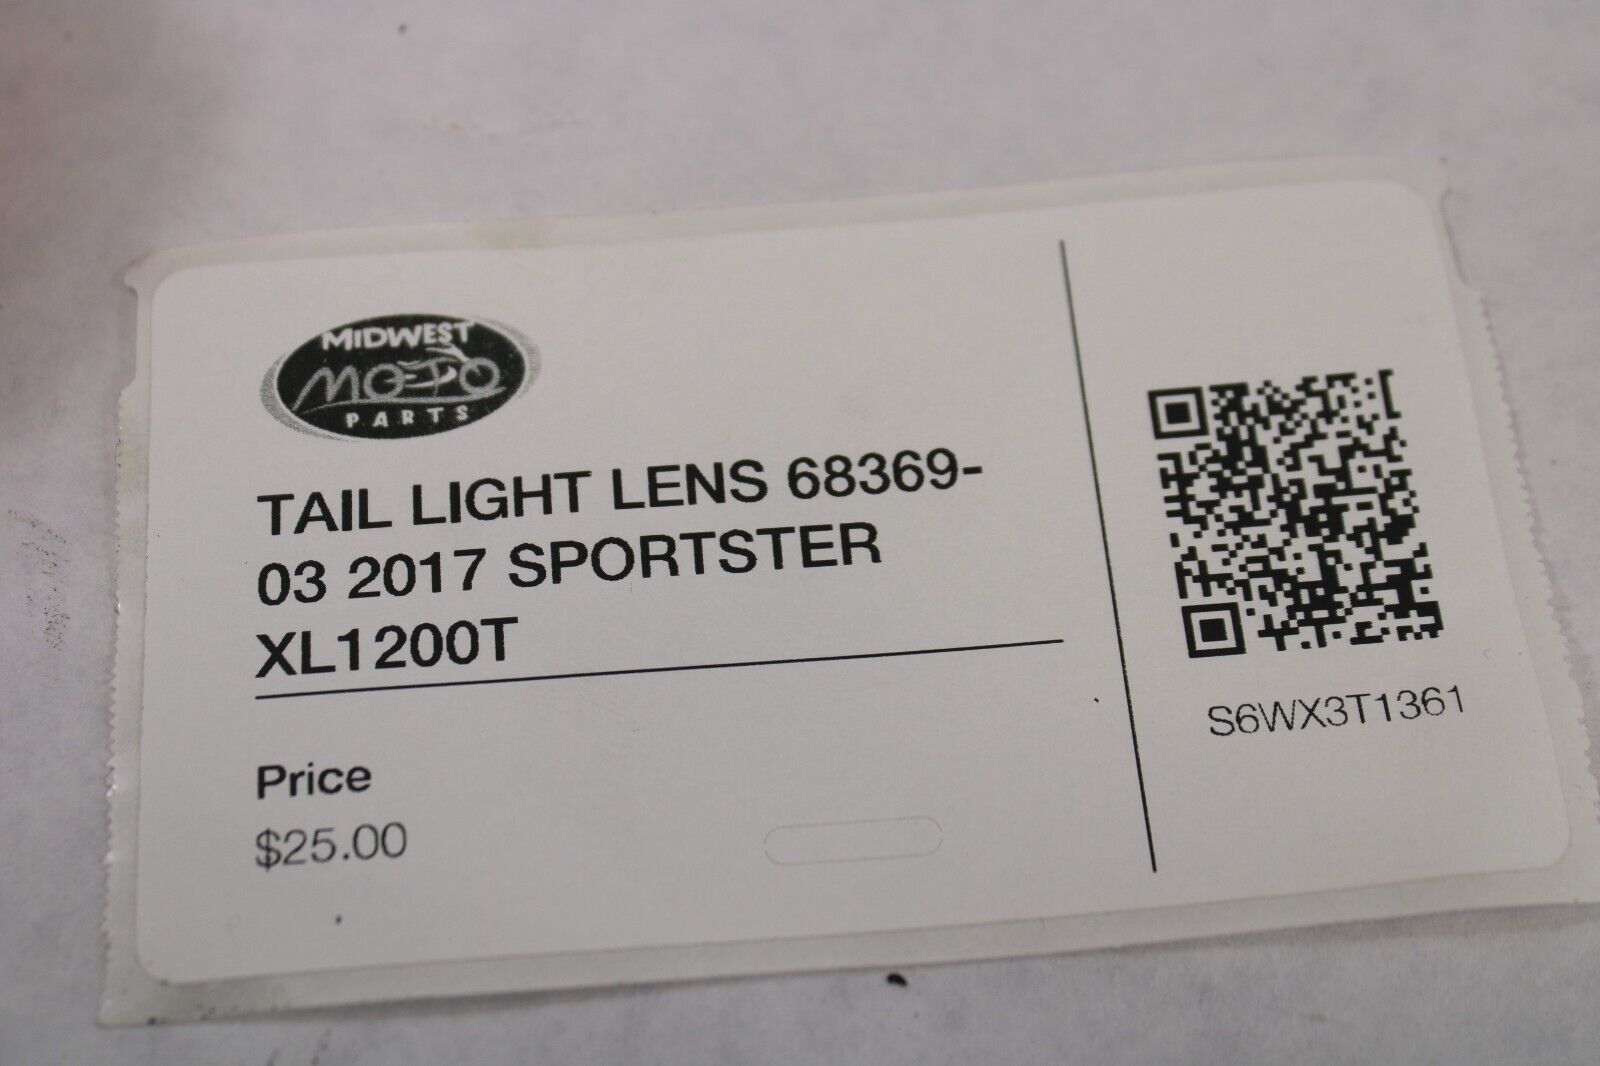 MIDWEST
MOTO
PARTS
TAIL LIGHT LENS 68369-
03 2017 SPORTSTER
XL1200T
Price
$25.00
S6WX3T1361